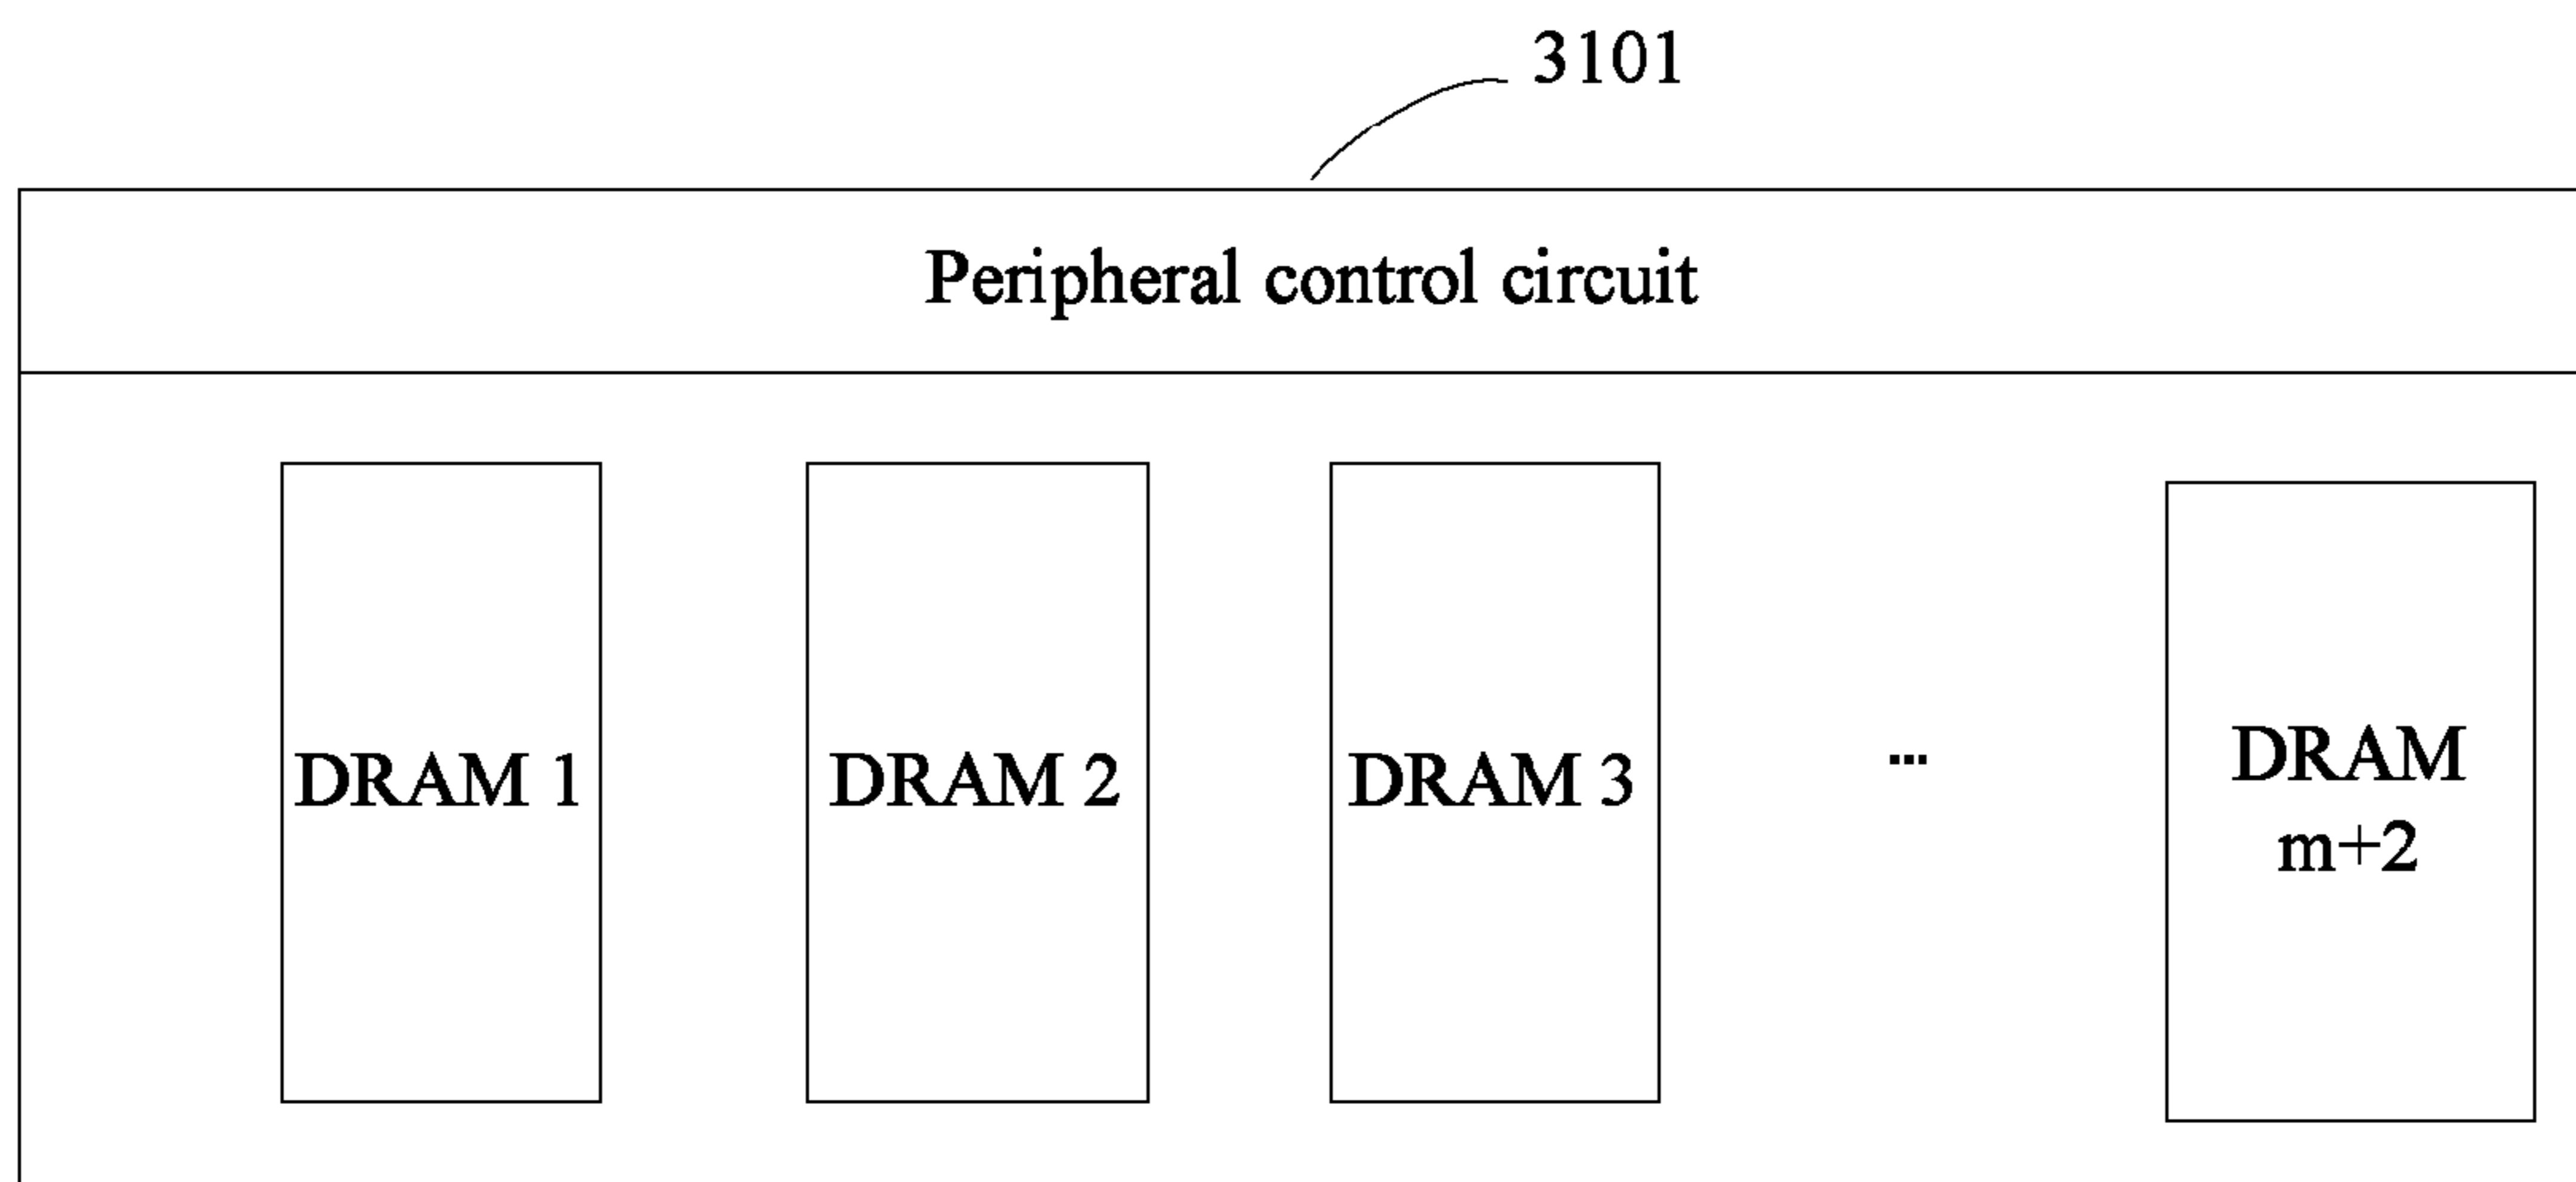 3101
Peripheral control circuit
DRAM 1
DRAM 2
DRAM 3
...
DRAM
m+2